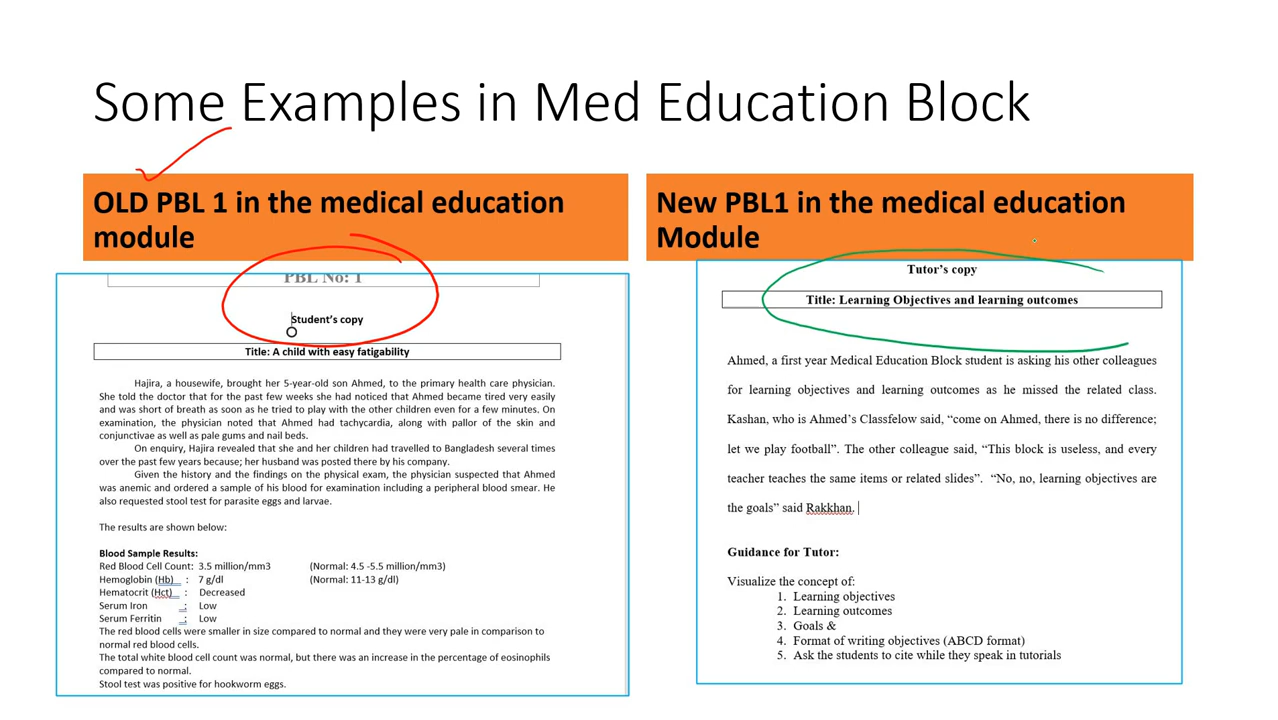 Some Examples in Med Education Block
OLD PBL 1 in the medical education
module
PBL No: 1
Student's copy
Title: A child with easy fatigability
Hajira, a housewife, brought her 5-year-old son Ahmed, to the primary health care physician.
She told the doctor that for the past few weeks she had noticed that Ahmed became tired very easily
and was short of breath as soon as he tried to play with the other children even for a few minutes. On
examination, the physician noted that Ahmed had tachycardia, along with pallor of the skin and
conjunctivae as well as pale gums and nail beds.
On enquiry, Hajira revealed that she and her children had travelled to Bangladesh several times
over the past few years because; her husband was posted there by his company.
Given the history and the findings on the physical exam, the physician suspected that Ahmed
was anemic and ordered a sample of his blood for examination including a peripheral blood smear. He
also requested stool test for parasite eggs and larvae.
The results are shown below:
Blood Sample Results:
Red Blood Cell Count: 3.5 million/mm3 (Normal: 4.5 -5.5 million/mm3)
Hemoglobin (Hb) : 7 g/dl (Normal: 11-13 g/dl)
Hematocrit (Hct) : Decreased
Serum Iron : Low
Serum Ferritin : Low
The red blood cells were smaller in size compared to normal and they were very pale in comparison to
normal red blood cells.
The total white blood cell count was normal, but there was an increase in the percentage of eosinophils
compared to normal.
Stool test was positive for hookworm eggs.
New PBL1 in the medical education
Module
Tutor's copy
Title: Learning Objectives and learning outcomes
Ahmed, a first year Medical Education Block student is asking his other colleagues
for learning objectives and learning outcomes as he missed the related class.
Kashan, who is Ahmed's Classfelow said, "come on Ahmed, there is no difference;
let we play football". The other colleague said, "This block is useless, and every
teacher teaches the same items or related slides". "No, no, learning objectives are
the goals" said Rakkhan.
Guidance for Tutor:
Visualize the concept of:
1. Learning objectives
2. Learning outcomes
3. Goals &
4. Format of writing objectives (ABCD format)
5. Ask the students to cite while they speak in tutorials